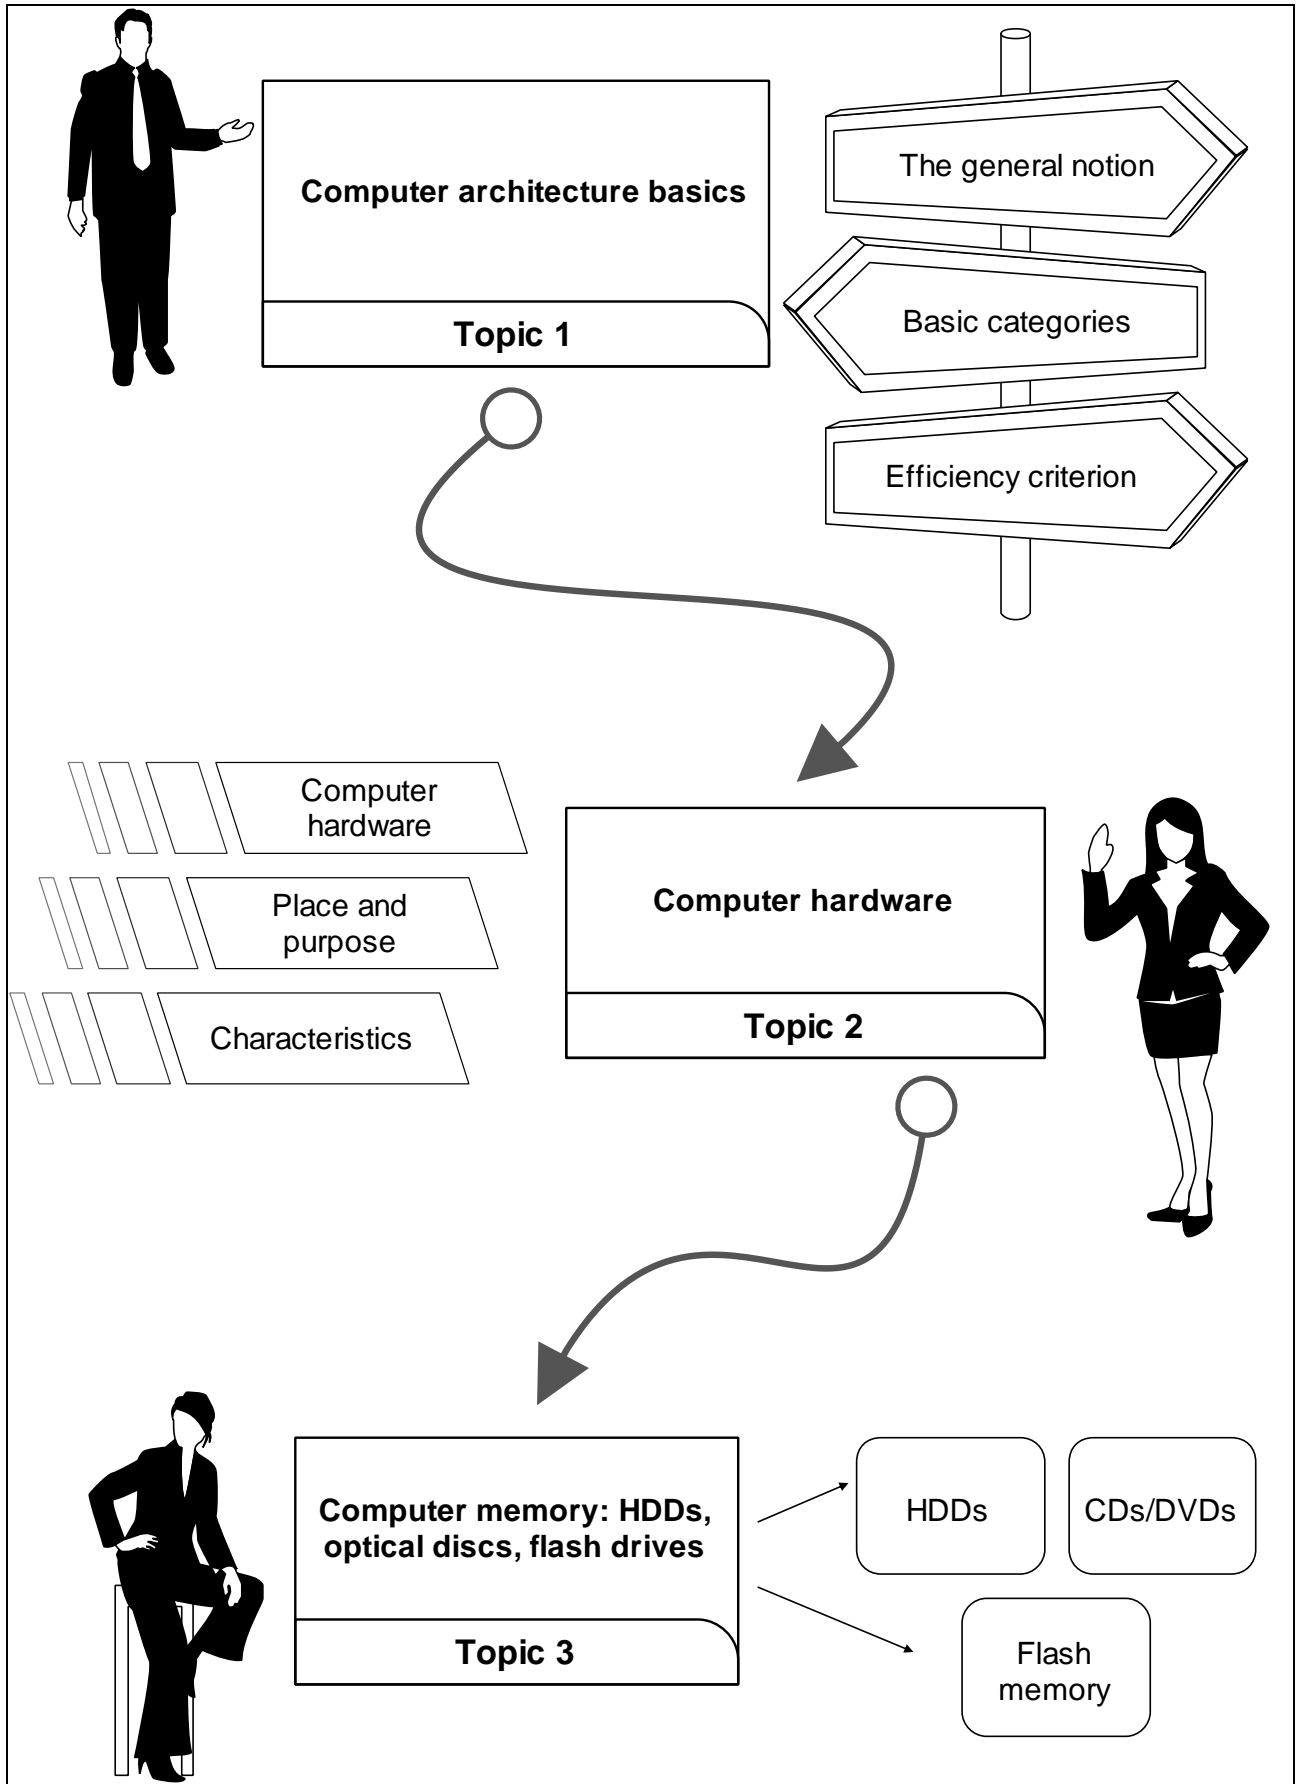 Computer architecture basics
Topic 1
The general notion
Basic categories
Efficiency criterion
Computer
hardware
Place and
purpose
Characteristics
Computer hardware
Topic 2
Computer memory: HDDs,
optical discs, flash drives
Topic 3
HDDs
CDs/DVDs
Flash
memory